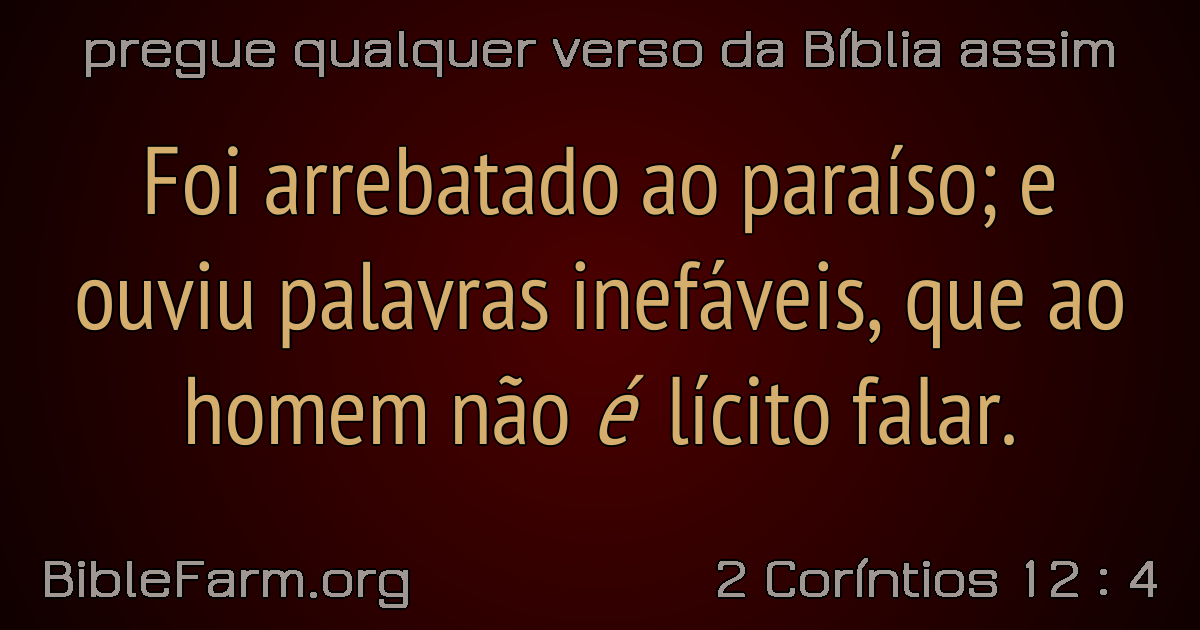 pregue qualquer verso da Bíblia assim
Foi arrebatado ao paraíso; e
ouviu palavras inefáveis, que ao
homem não é lícito falar.
BibleFarm.org
2 Coríntios 12 : 4